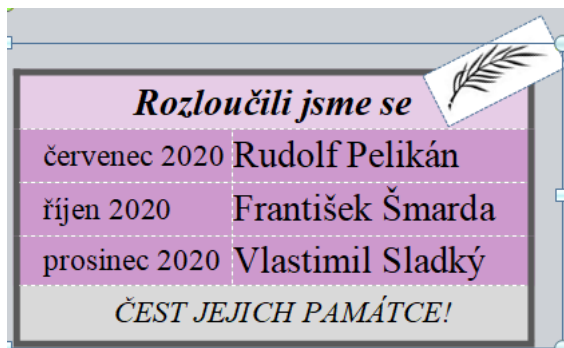 Rozloučili jsme se
červenec 2020 Rudolf Pelikán
říjen 2020 František Šmarda
prosinec 2020 Vlastimil Sladký
ČEST JEJICH PAMÁTCE!